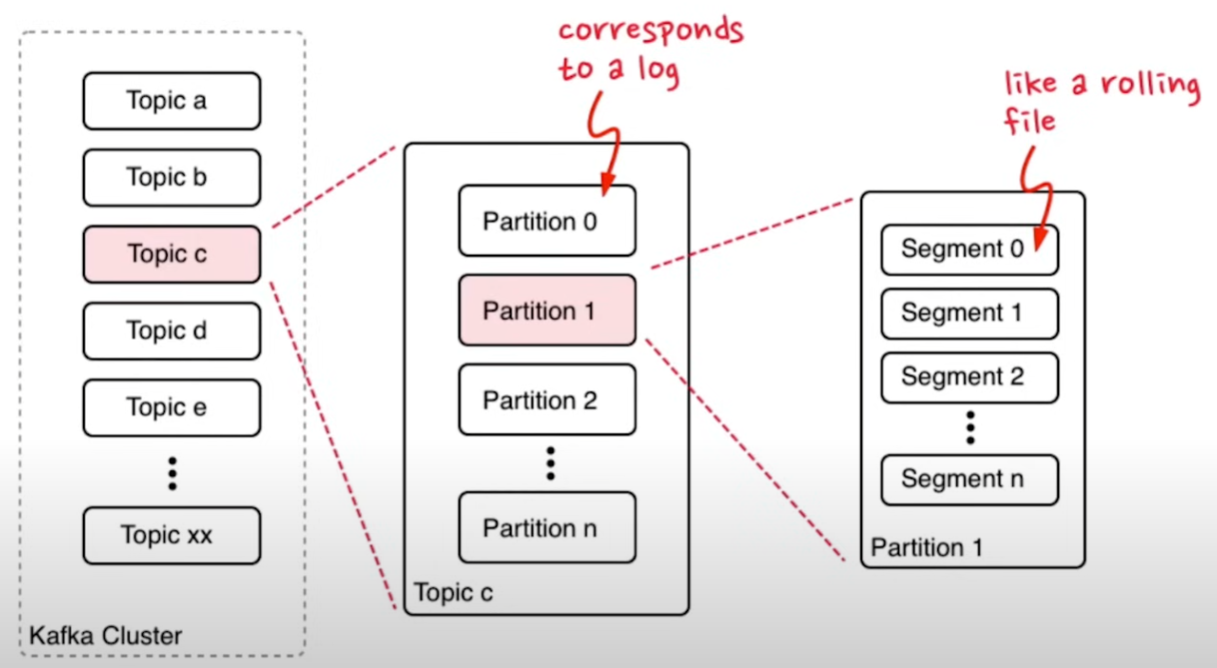 corresponds
to a log
like a rolling
file
Topic a
Topic b
Topic c
Topic d
Topic e
Topic xx
Kafka Cluster
Partition 0
Partition 1
Partition 2
Partition n
Topic c
Segment 0
Segment 1
Segment 2
Segment n
Partition 1